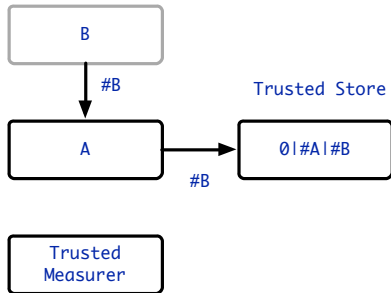 B
#B
Trusted Store
A
0|#A|#B
#B
Trusted
Measurer